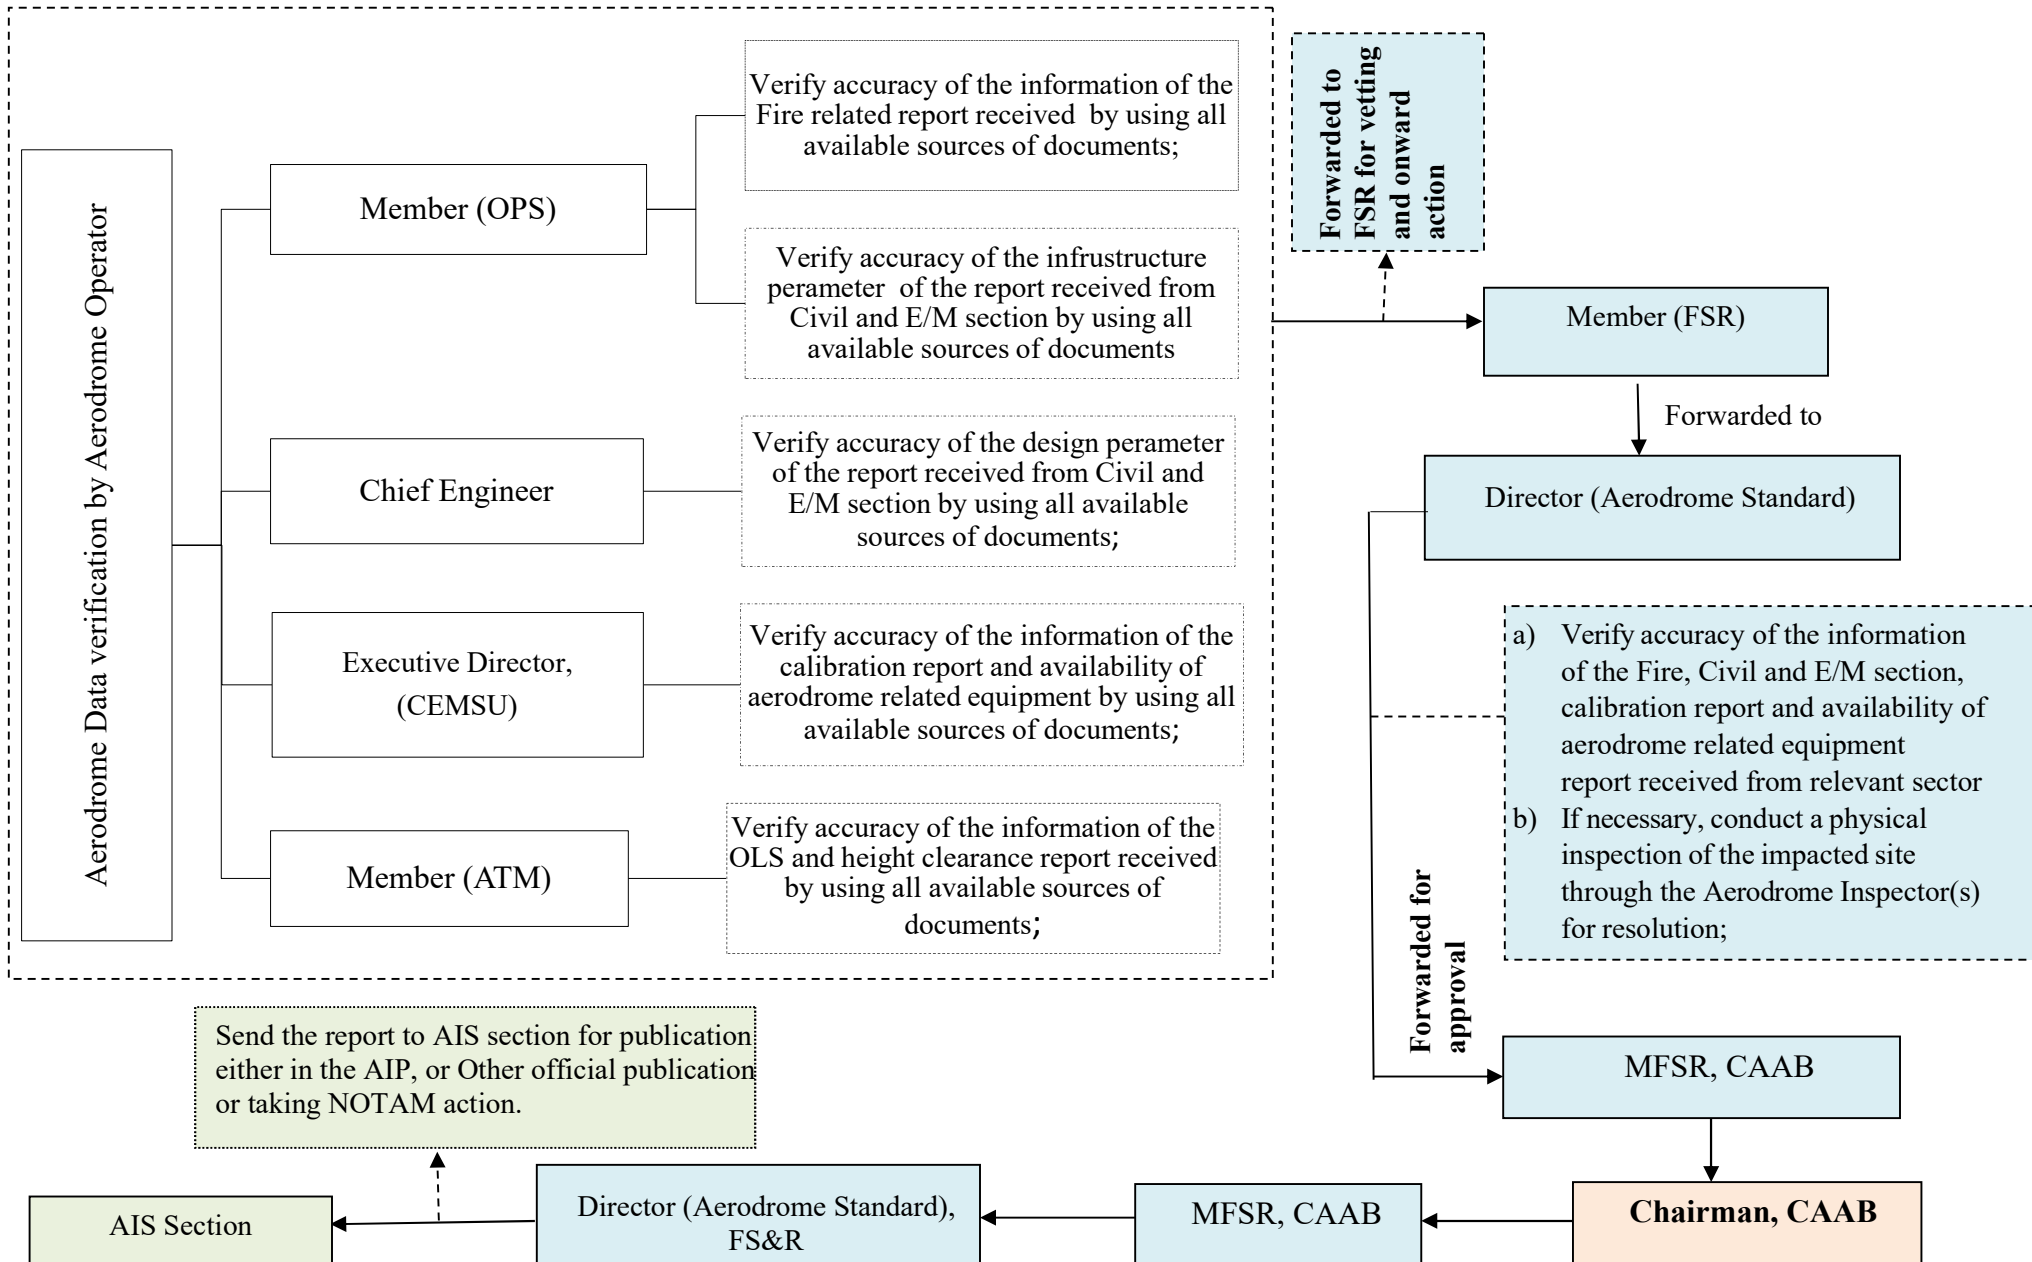 Aerodrome Data verification by Aerodrome Operator
Member (OPS)
Verify accuracy of the information of the
Fire related report received by using all
available sources of documents;
Verify accuracy of the infrustructure
perameter of the report received from
Civil and E/M section by using all
available sources of documents
Chief Engineer
Verify accuracy of the design perameter
of the report received from Civil and
E/M section by using all available
sources of documents;
Executive Director,
(CEMSU)
Verify accuracy of the information of the
calibration report and availability of
aerodrome related equipment by using all
available sources of documents;
Member (ATM)
Verify accuracy of the information of the
OLS and height clearance report received
by using all available sources of
documents;
Forwarded to
FSR for vetting
and onward
action
Member (FSR)
Forwarded to
Director (Aerodrome Standard)
a) Verify accuracy of the information
of the Fire, Civil and E/M section,
calibration report and availability of
aerodrome related equipment
report received from relevant sector
b) If necessary, conduct a physical
inspection of the impacted site
through the Aerodrome Inspector(s)
for resolution;
Forwarded for
approval
MFSR, CAAB
Chairman, CAAB
MFSR, CAAB
Director (Aerodrome Standard),
FS&R
Send the report to AIS section for publication
either in the AIP, or Other official publication
or taking NOTAM action.
AIS Section